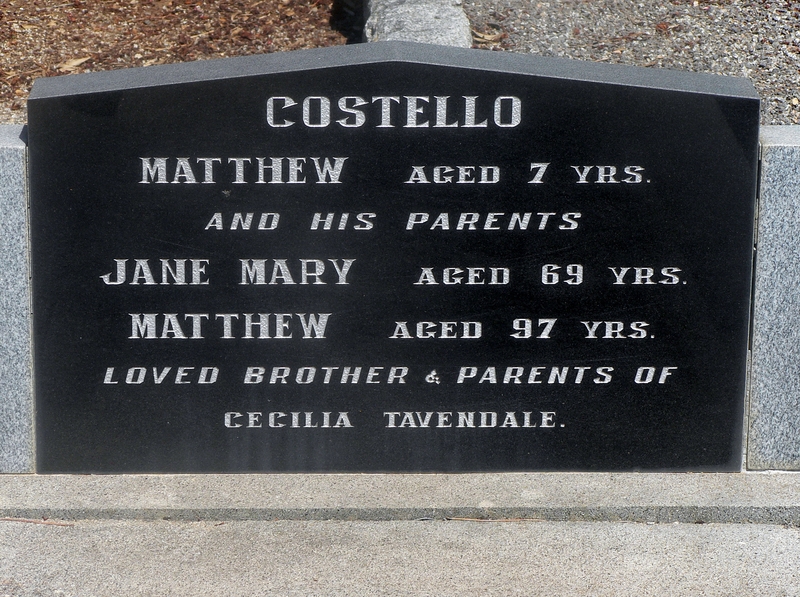 COSTELLO
MATTHEW AGED 7 YRS.
AND HIS PARENTS
JANE MARY AGED 69 YRS.
MATTHEW AGED 97 YRS.
LOVED BROTHER & PARENTS OF
CECILIA TAVENDALE.